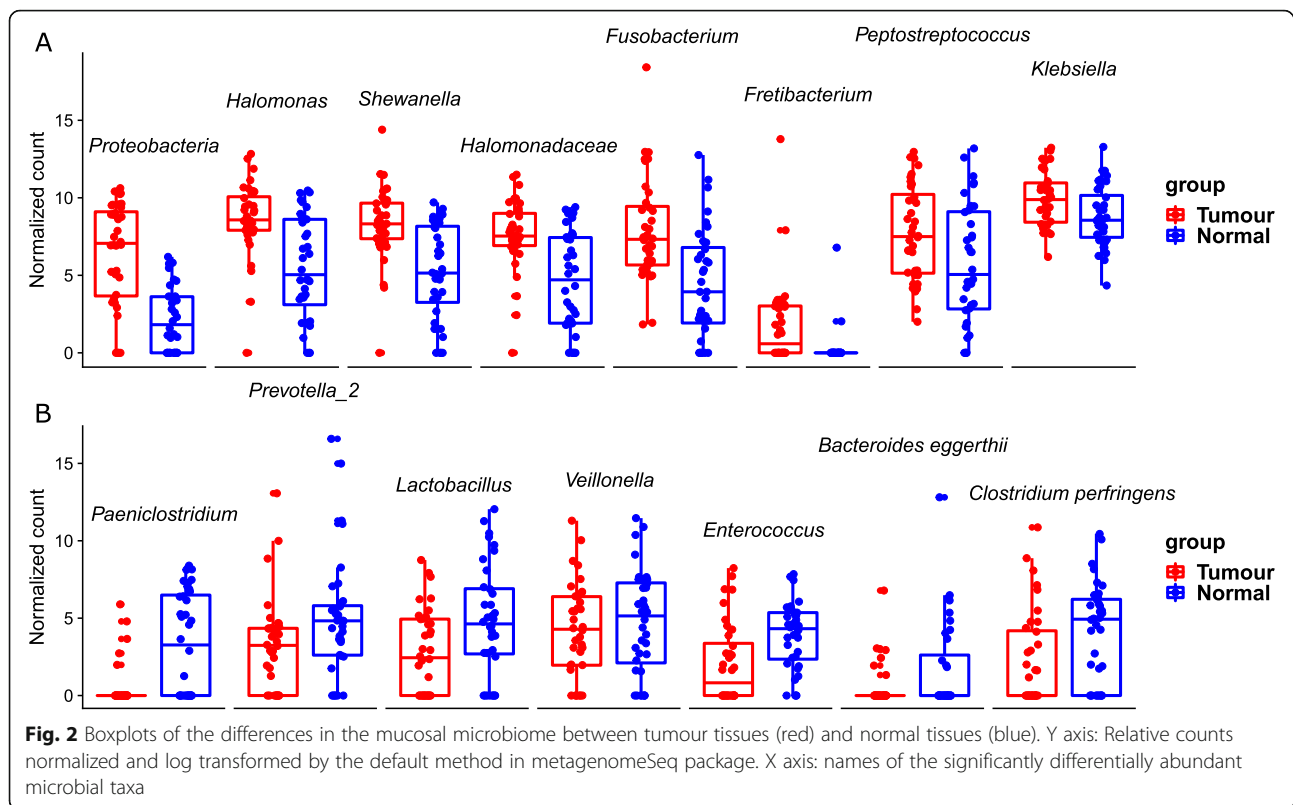 A
Fusobacterium
Peptostreptococcus
Klebsiella
Halomonas
Shewanella
Fretibacterium
Proteobacteria
Halomonadaceae
Normalized count
15
10
5
0
group
Tumour
Normal
B
Prevotella_2
Bacteroides eggerthii
Lactobacillus
Veillonella
Clostridium perfringens
Paeniclostridium
Enterococcus
Normalized count
15
10
5
0
group
Tumour
Normal
Fig. 2 Boxplots of the differences in the mucosal microbiome between tumour tissues (red) and normal tissues (blue). Y axis: Relative counts
normalized and log transformed by the default method in metagenomeSeq package. X axis: names of the significantly differentially abundant
microbial taxa